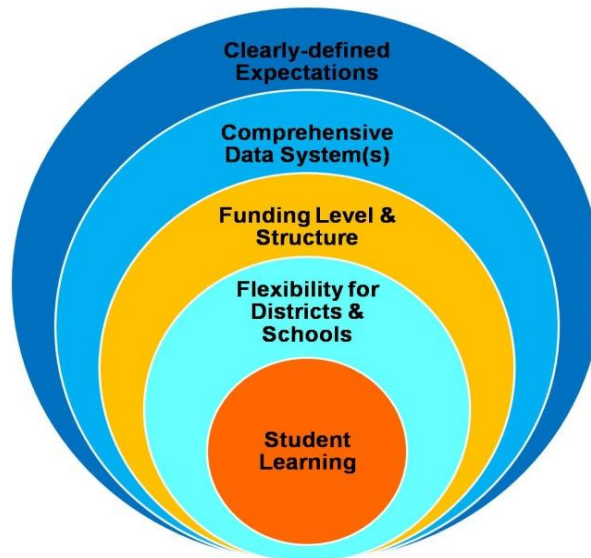 Clearly-defined
Expectations
Comprehensive
Data System(s)
Funding Level &
Structure
Flexibility for
Districts &
Schools
Student
Learning